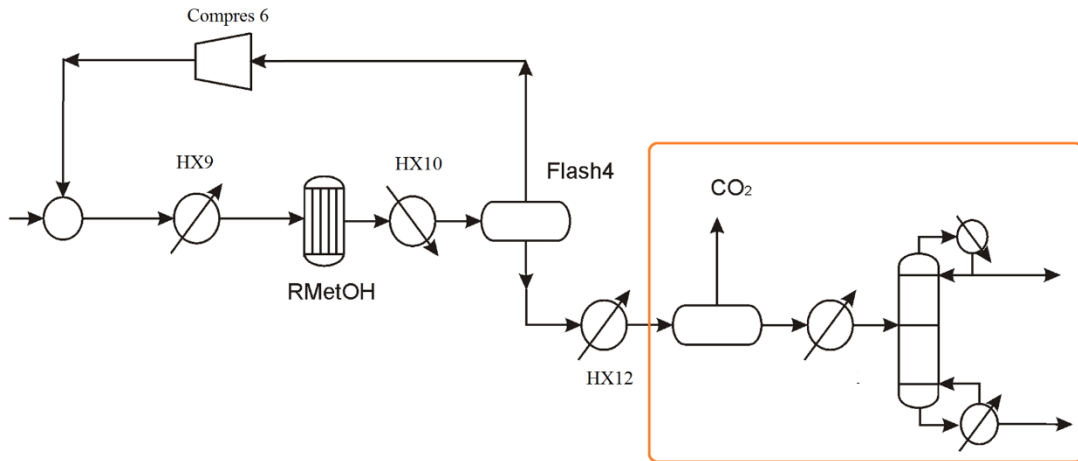 Compres 6
HX9
HX10
Flash4
CO₂
RMetOH
HX12